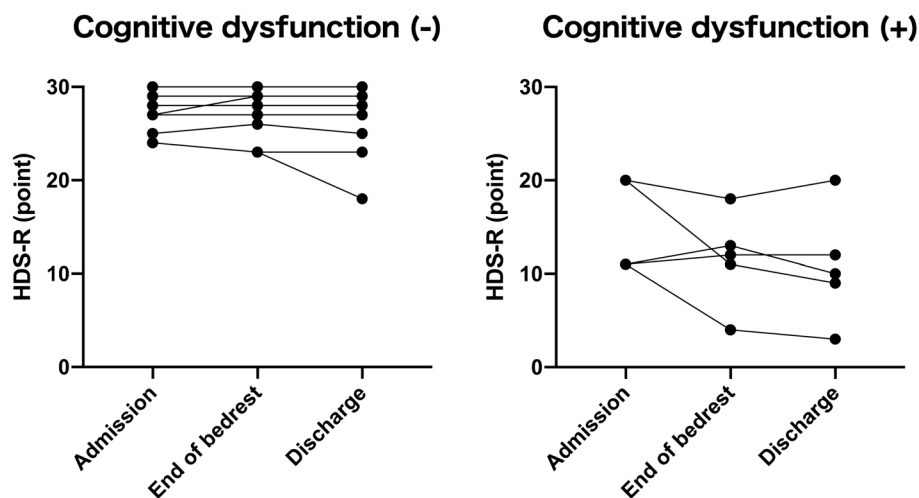 Cognitive dysfunction (-)
HDS-R (point)
30
20
10
0
Admission
End of bedrest
Discharge
Cognitive dysfunction (+)
HDS-R (point)
30
20
10
0
Admission
End of bedrest
Discharge